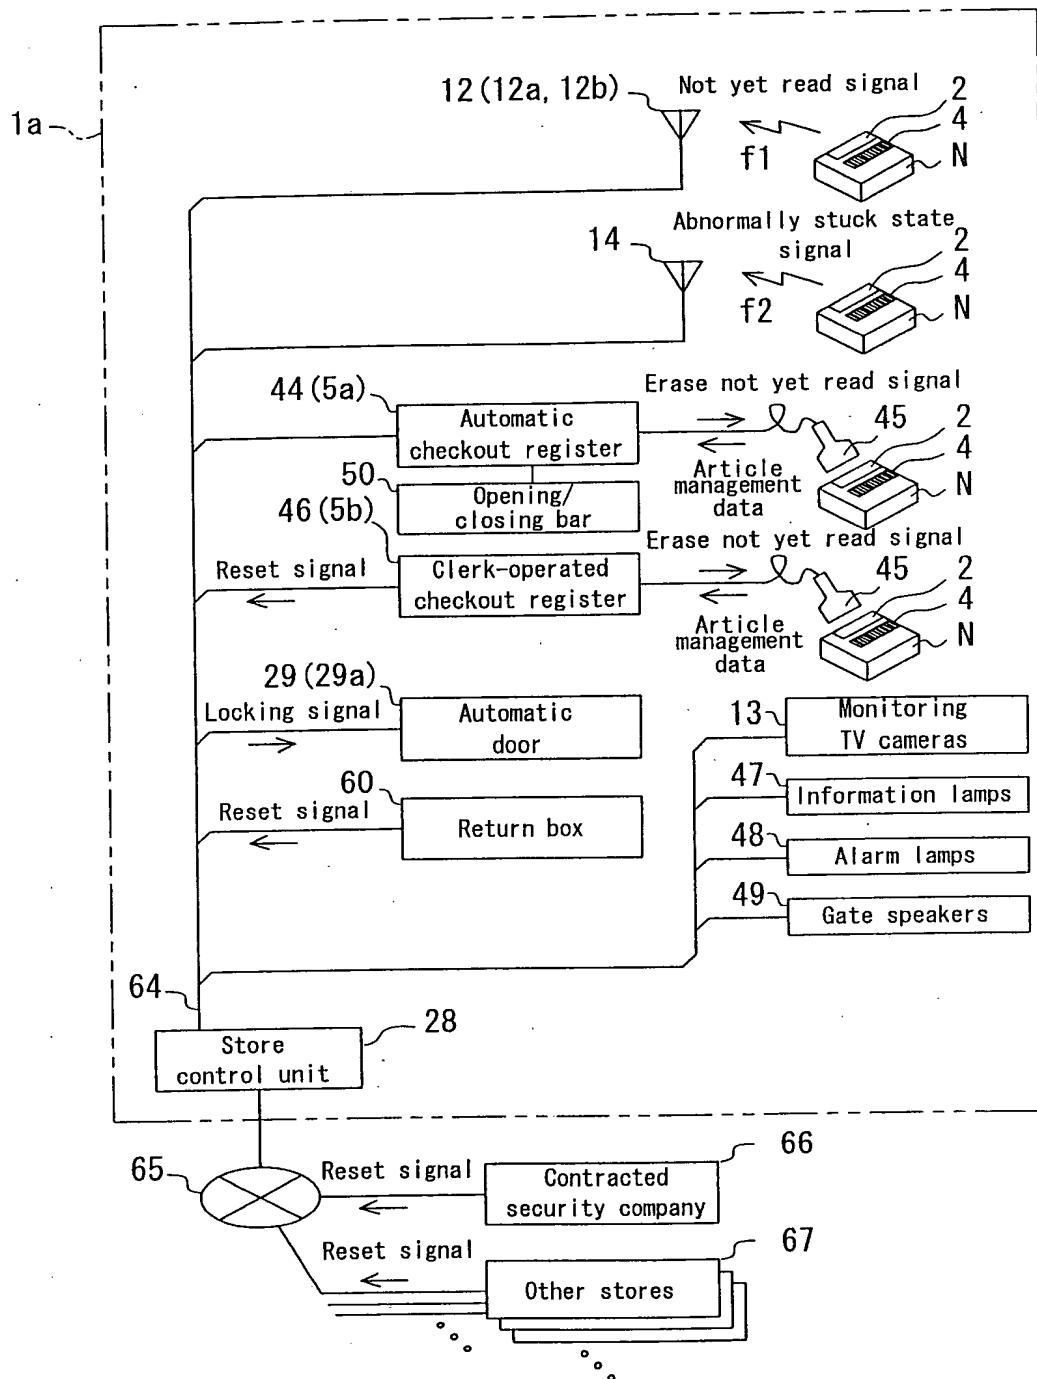 1a
12 (12a, 12b)
Not yet read signal
2
4
N
f1
Abnormally stuck state
signal
14
2
4
N
f2
44 (5a)
Automatic
checkout register
Erase not yet read signal
45
2
4
N
Article
management
data
50
Opening/
closing bar
46 (5b)
Reset signal
Clerk-operated
checkout register
Erase not yet read signal
45
2
4
N
Article
management
data
29 (29a)
Locking signal
Automatic
door
13
Monitoring
TV cameras
60
Reset signal
Return box
47
Information lamps
48
Alarm lamps
49
Gate speakers
64
28
Store
control unit
65
Reset signal
66
Contracted
security company
Reset signal
67
Other stores